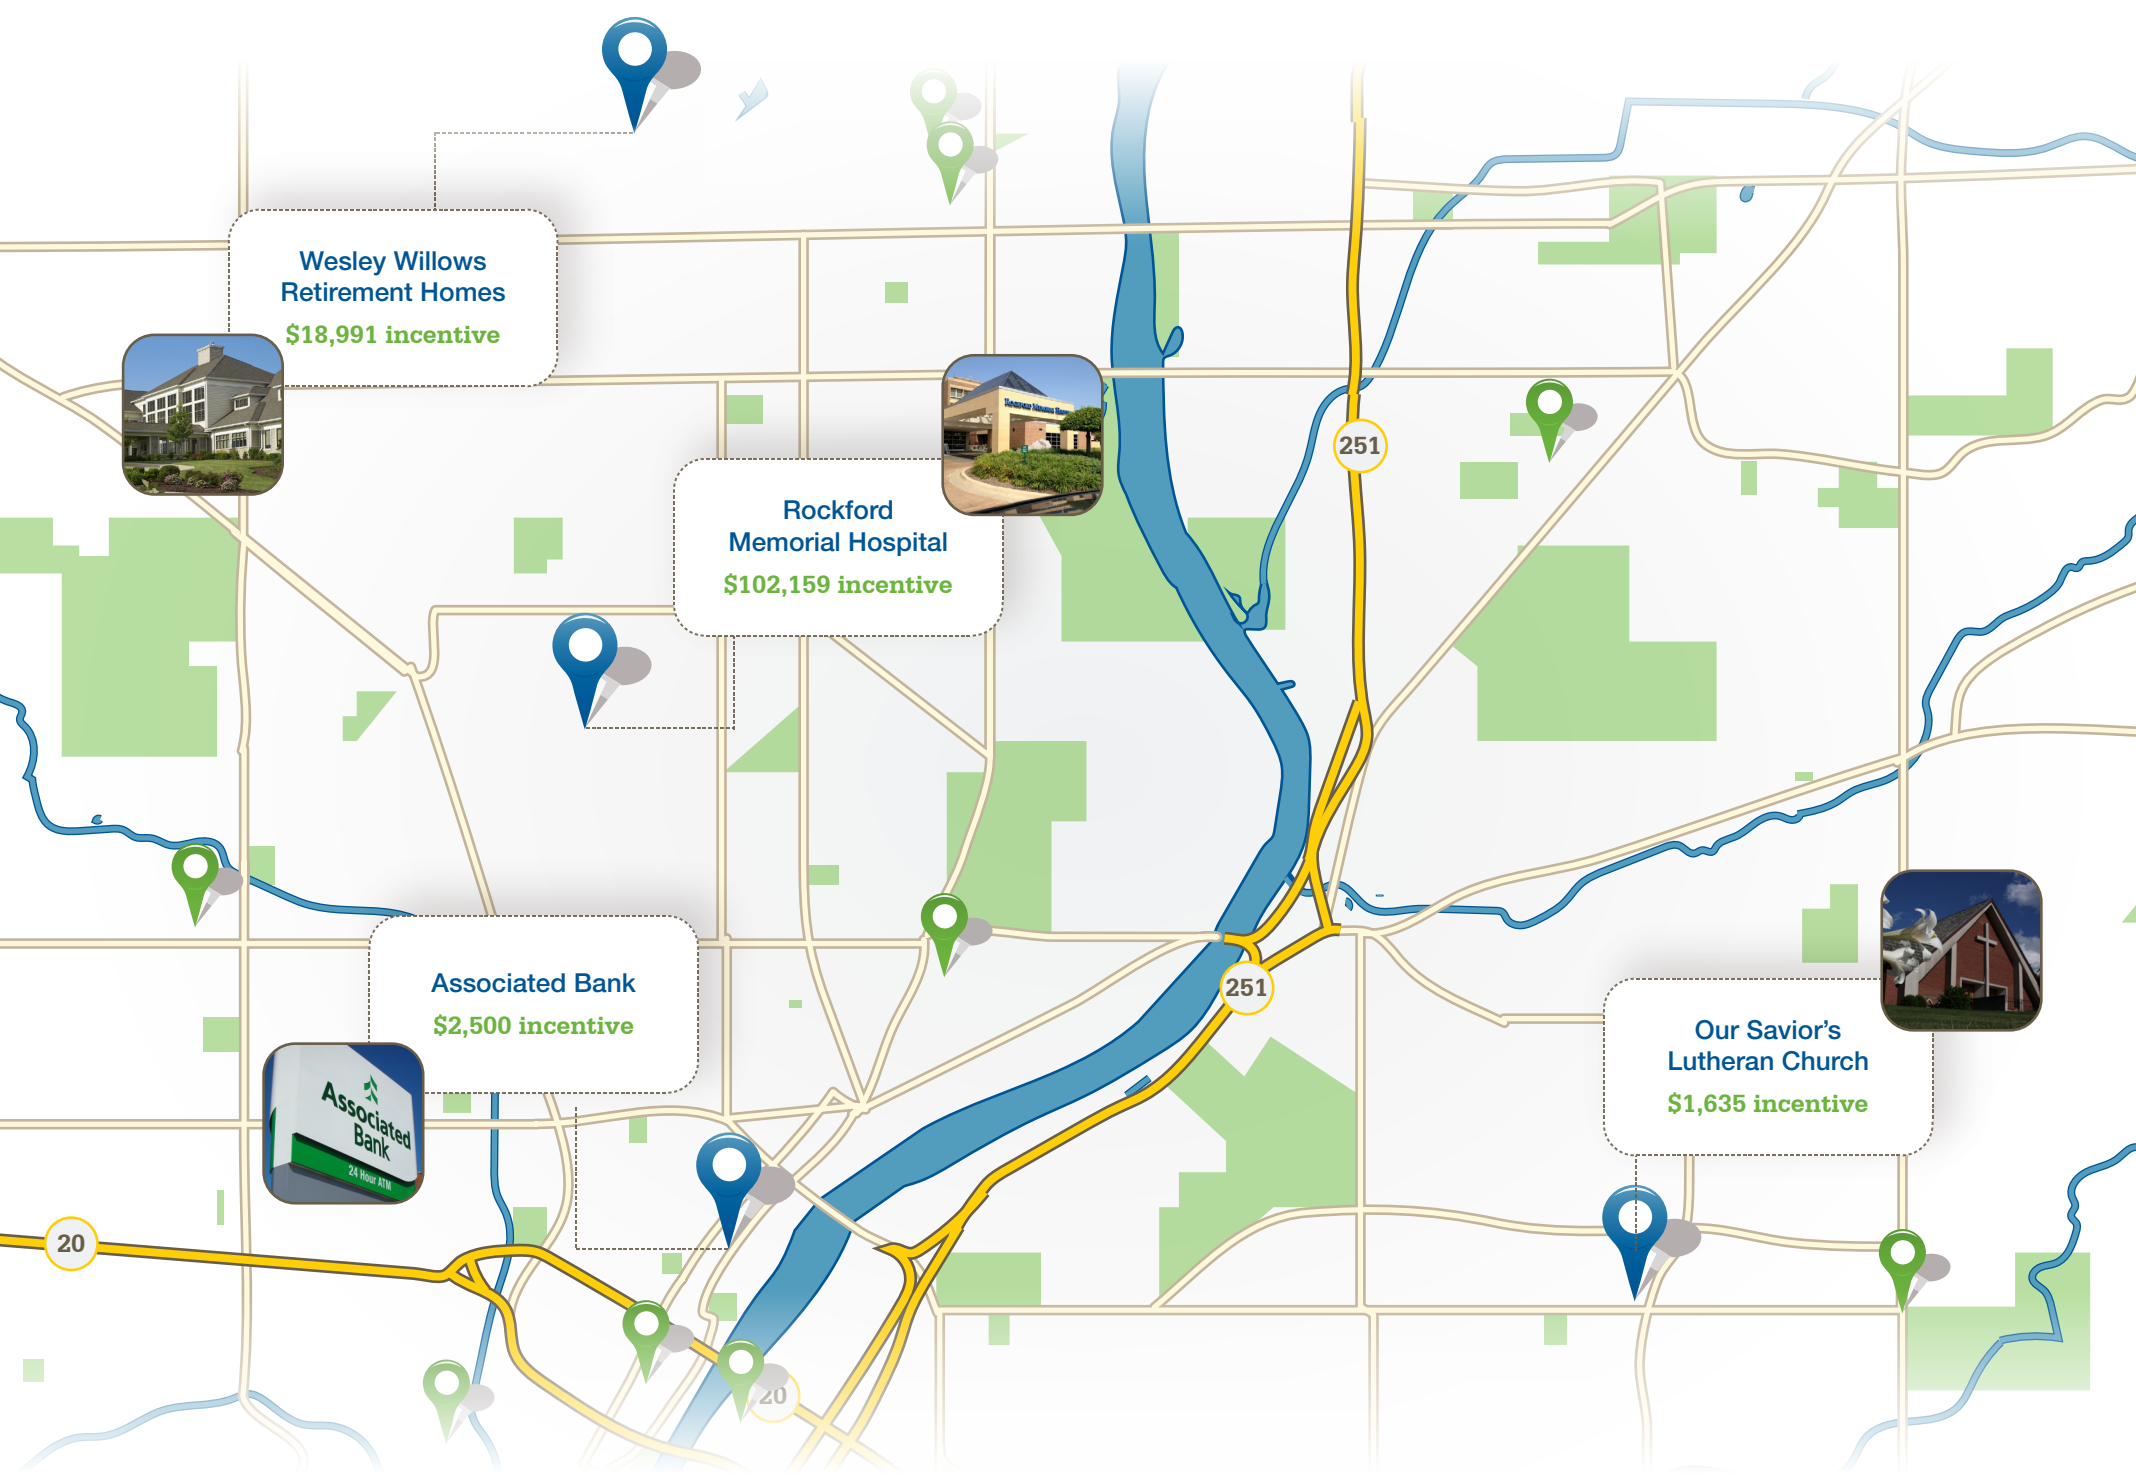 Wesley Willows
Retirement Homes
$18,991 incentive
251
Rockford
Memorial Hospital
$102,159 incentive
Associated Bank
$2,500 incentive
Associated
Bank
24 Hour ATM
251
Our Savior’s
Lutheran Church
$1,635 incentive
20
20